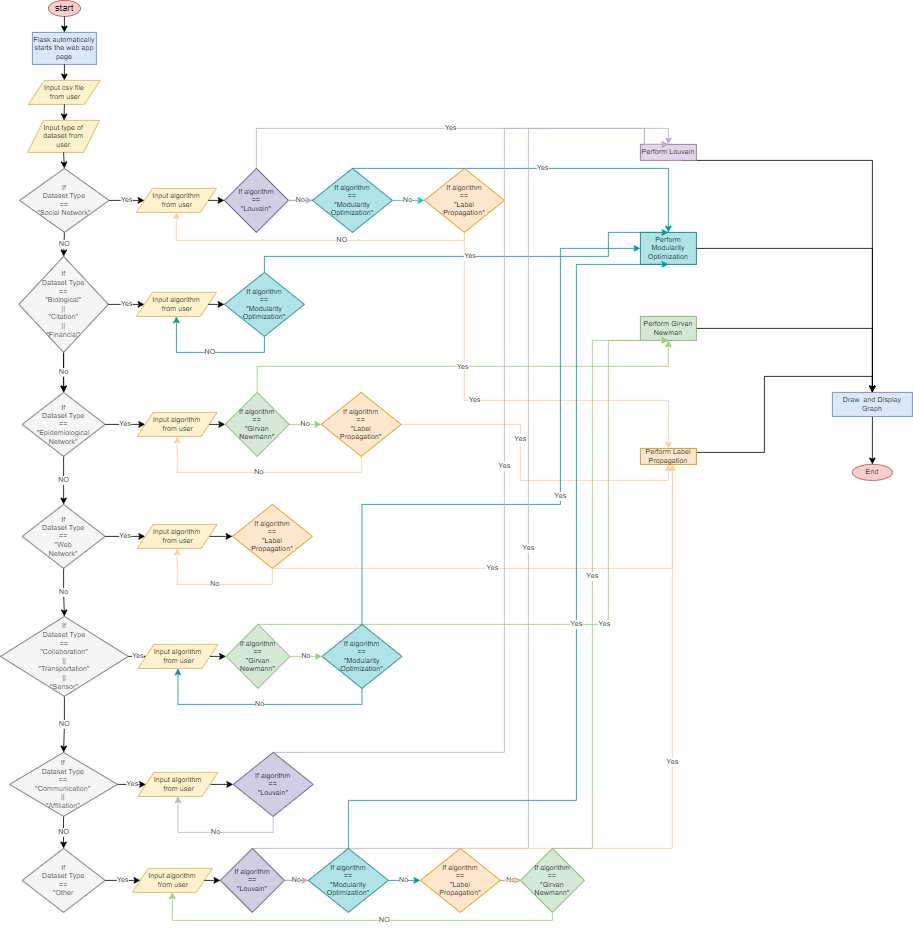 start
Flask automatically
starts the web app
page
Input csv file
from user
Input type of
dataset from
user
Yes
Perform Louvain
If
Dataset Type
==
"Social Network"
Yes
Input algorithm
from user
If algorithm
==
"Louvain"
No
If algorithm
==
"Modularity
Optimization"
No
If algorithm
==
"Label
Propagation"
Yes
NO
NO
Perform
Modularity
Optimization
Yes
If
Dataset Type
==
"Biological"
||
"Citation"
||
"Financial"
Yes
Input algorithm
from user
If algorithm
==
"Modularity
Optimization"
NO
Perform Girvan
Newman
No
Yes
Yes
Draw and Display
Graph
If
Dataset Type
==
"Epidemiological
Network"
Yes
Input algorithm
from user
If algorithm
==
"Girvan
Newmann"
No
If algorithm
==
"Label
Propagation"
Yes
No
Yes
Perform Label
Propagation
End
NO
Yes
If
Dataset Type
==
"Web
Network"
Yes
Input algorithm
from user
If algorithm
==
"Label
Propagation"
Yes
Yes
Yes
No
No
If
Dataset Type
==
"Collaboration"
||
"Transportation"
||
"Sensor"
Yes
Input algorithm
from user
If algorithm
==
"Girvan
Newmann"
No
If algorithm
==
"Modularity
Optimization"
Yes
Yes
No
NO
If
Dataset Type
==
"Communication"
||
"Affiliation"
Yes
Input algorithm
from user
If algorithm
==
"Louvain"
Yes
No
NO
If
Dataset Type
==
"Other
Yes
Input algorithm
from user
If algorithm
==
"Louvain"
No
If algorithm
==
"Modularity
Optimization"
No
If algorithm
==
"Label
Propagation"
No
If algorithm
==
"Girvan
Newmann"
NO